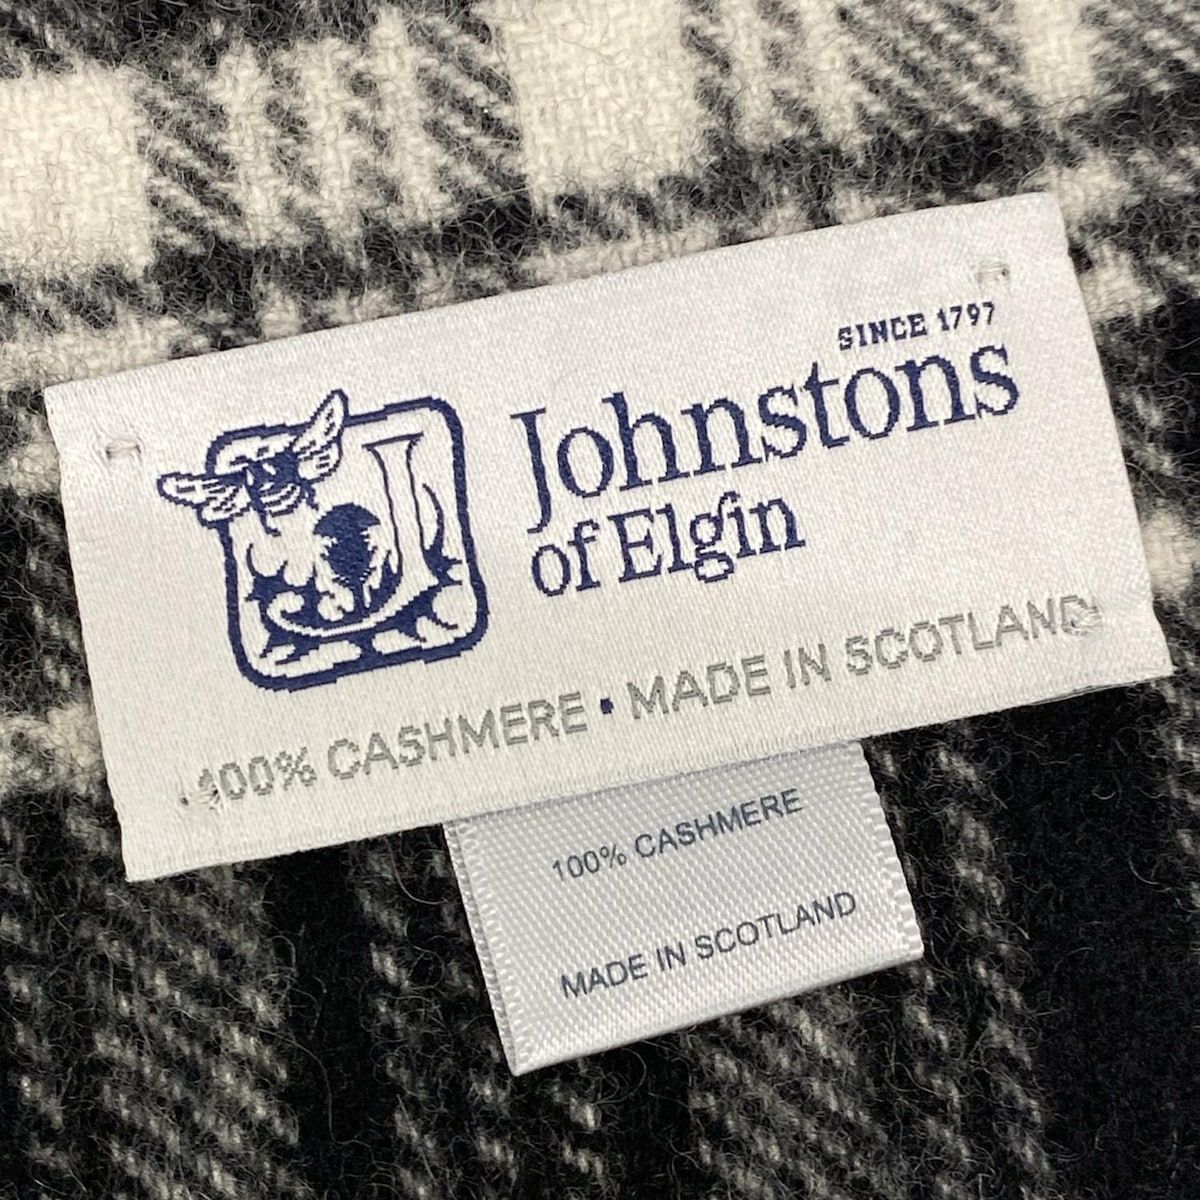 SINCE 1797
Johnstons
of Elgin
100% CASHMERE • MADE IN SCOTLAND
100% CASHMERE
MADE IN SCOTLAND